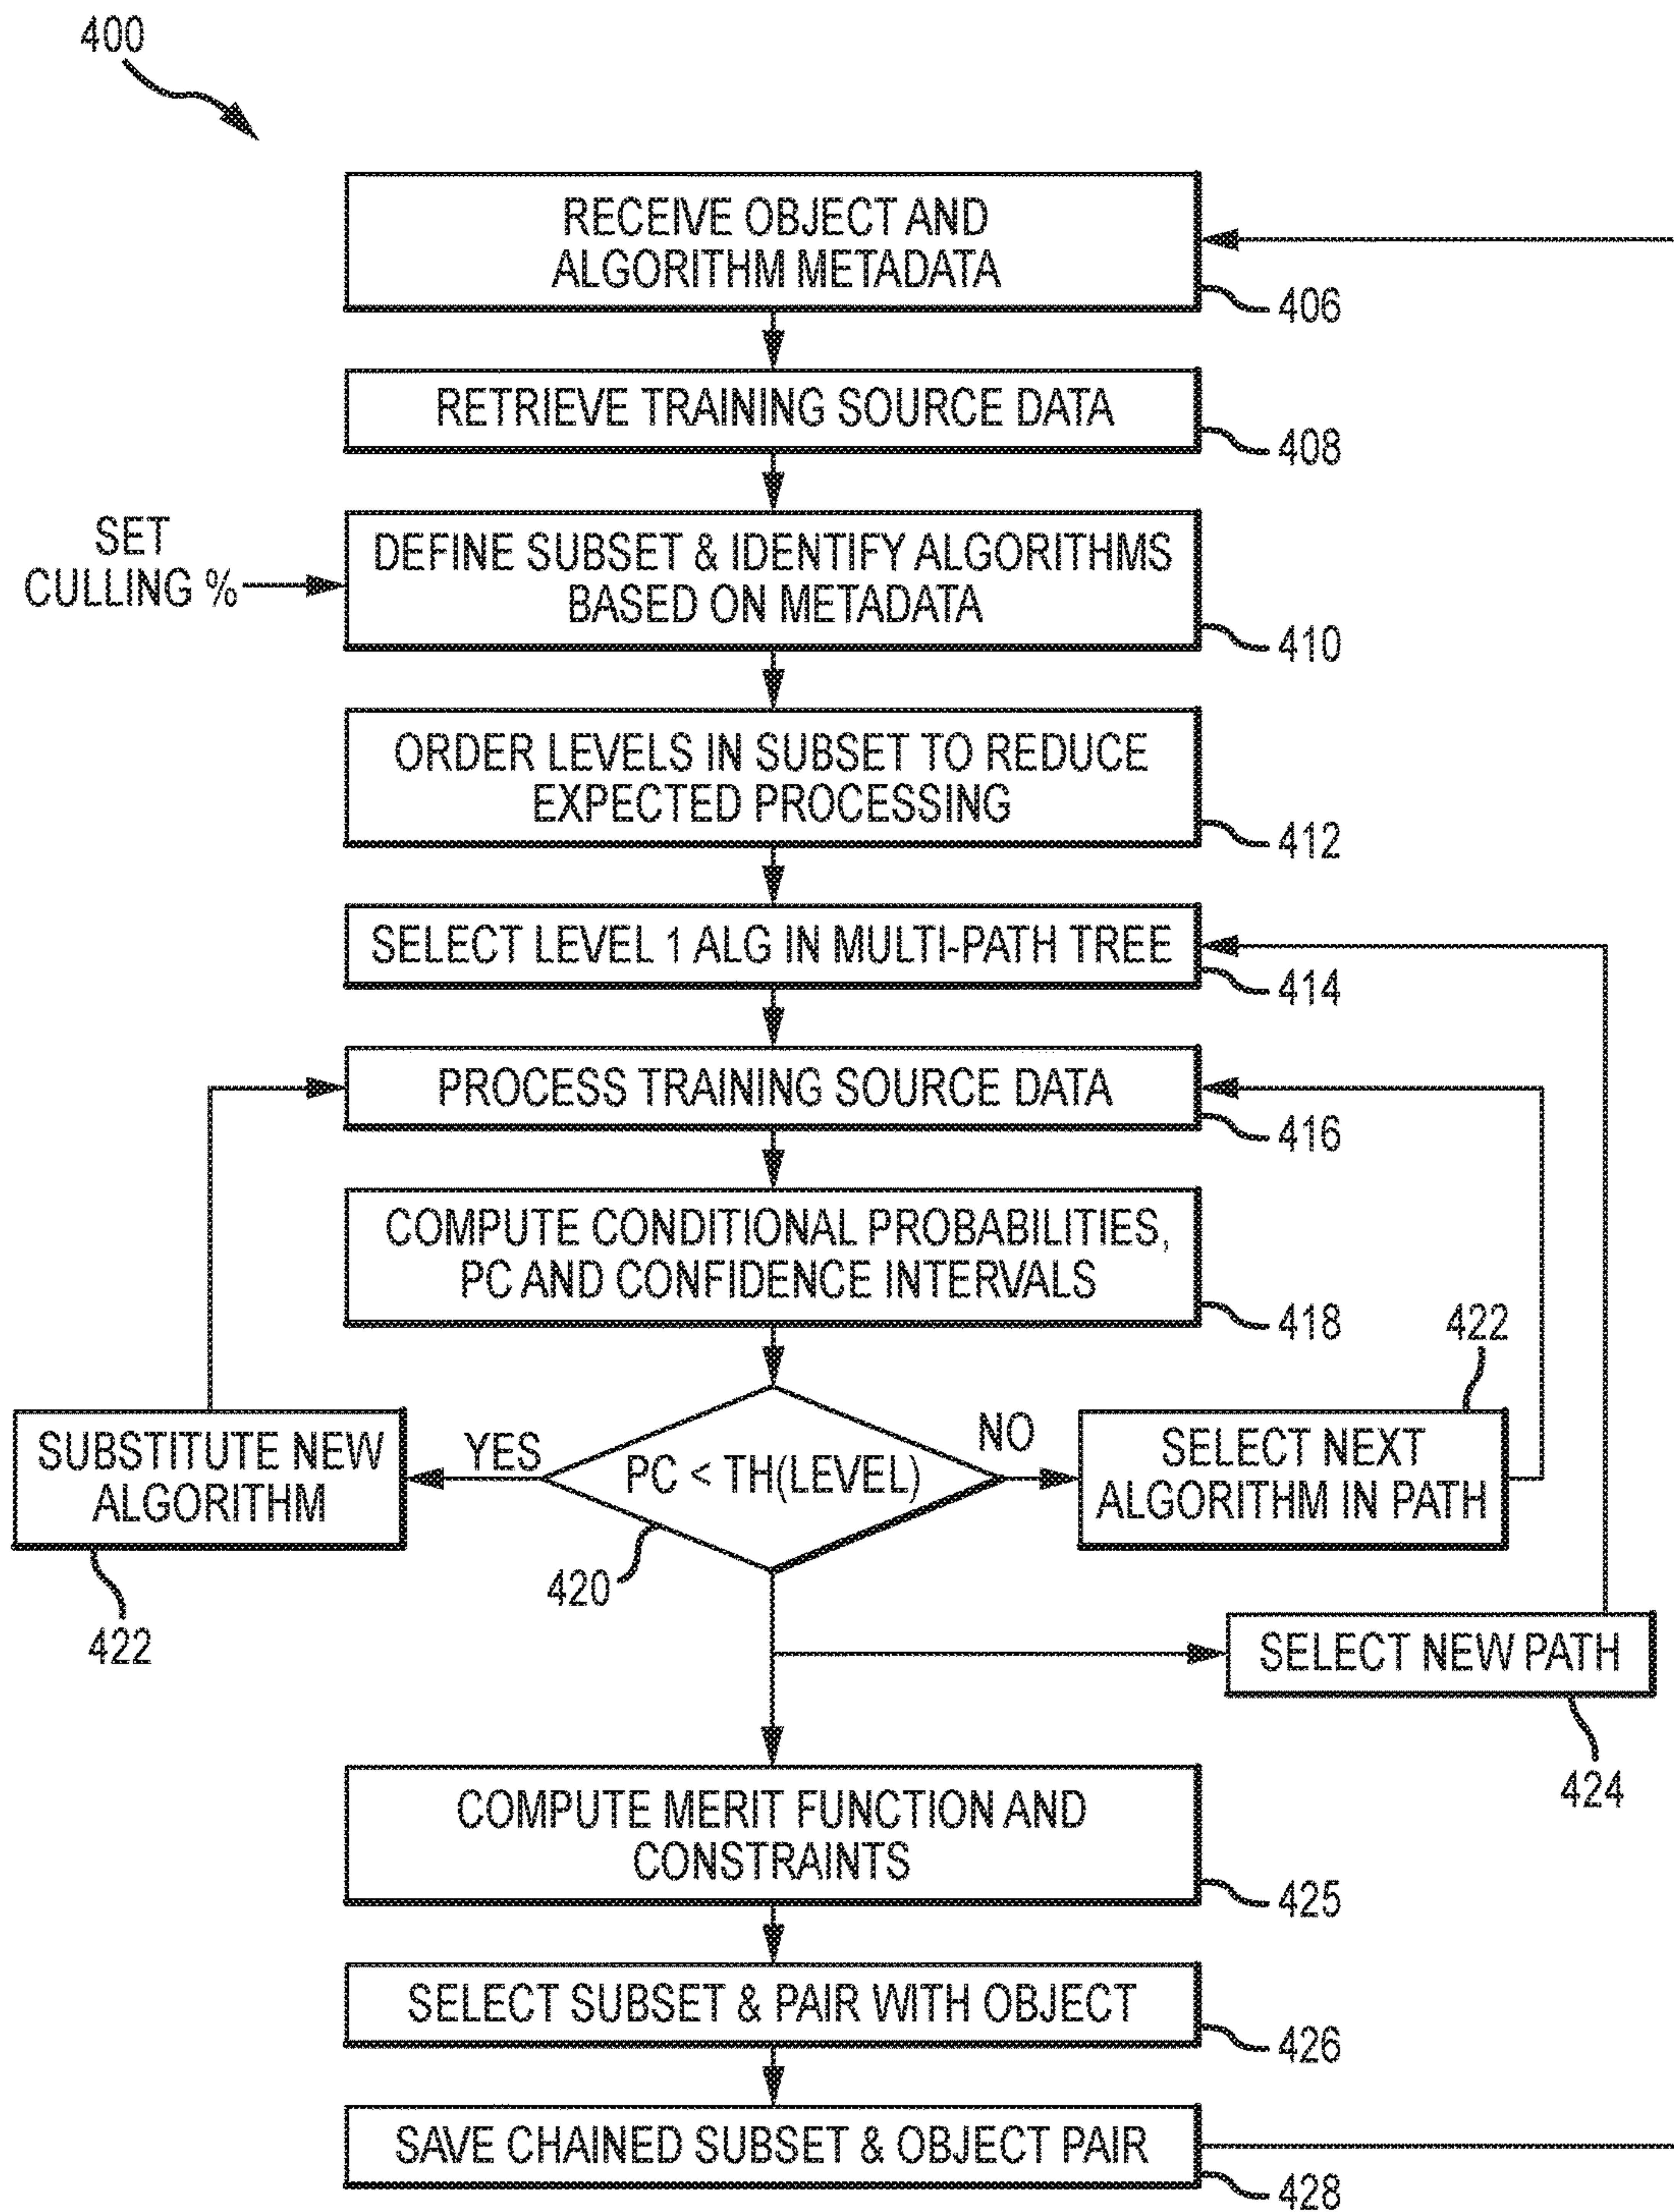 400
RECEIVE OBJECT AND
ALGORITHM METADATA
406
RETRIEVE TRAINING SOURCE DATA
408
SET
CULLING %
DEFINE SUBSET & IDENTIFY ALGORITHMS
BASED ON METADATA
410
ORDER LEVELS IN SUBSET TO REDUCE
EXPECTED PROCESSING
412
SELECT LEVEL 1 ALG IN MULTI-PATH TREE
414
PROCESS TRAINING SOURCE DATA
416
COMPUTE CONDITIONAL PROBABILITIES,
PC AND CONFIDENCE INTERVALS
418
422
SUBSTITUTE NEW
ALGORITHM
YES
PC < TH(LEVEL)
NO
SELECT NEXT
ALGORITHM IN PATH
420
422
SELECT NEW PATH
424
COMPUTE MERIT FUNCTION AND
CONSTRAINTS
425
SELECT SUBSET & PAIR WITH OBJECT
426
SAVE CHAINED SUBSET & OBJECT PAIR
428